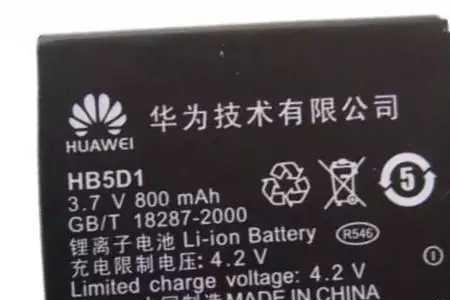 华为技术有限公司
HUAWEI
HB5D1
3.7 V 800 mAh
GB/T 18287-2000
5
锂离子电池 Li-ion Battery
R546
充电限制电压: 4.2 V
Limited charge voltage: 4.2 V
MADE IN CHINA